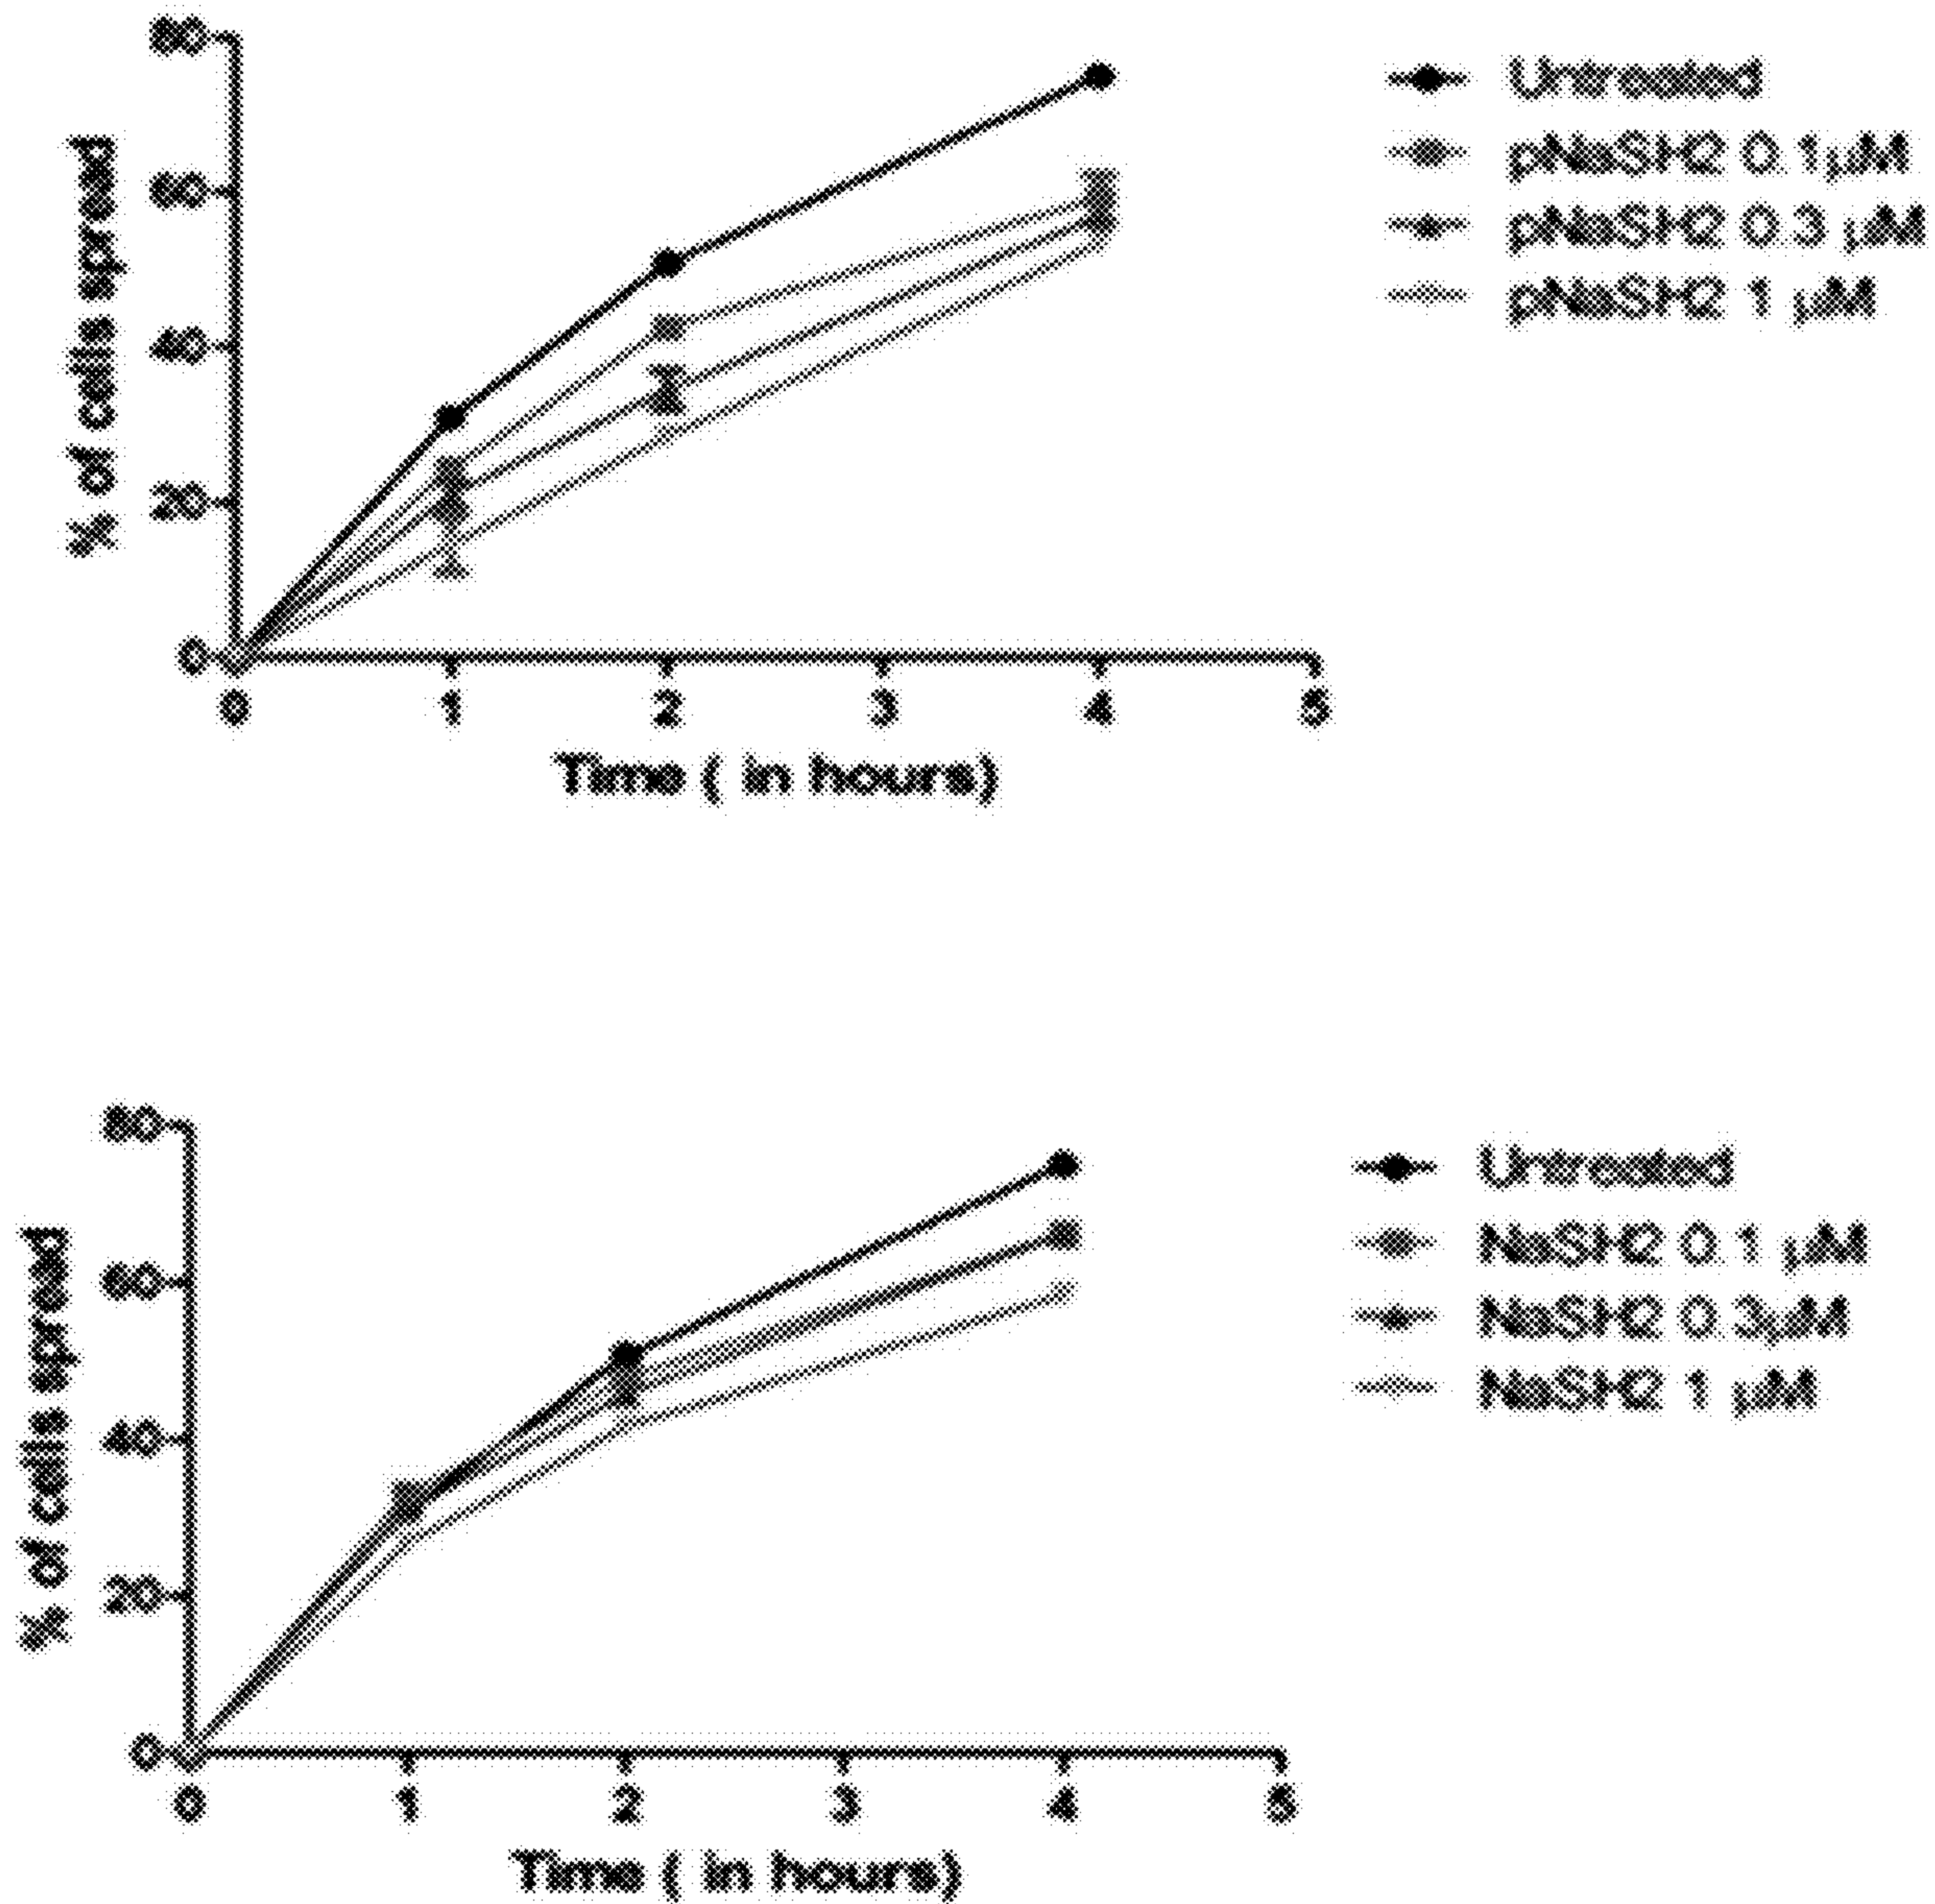 80
60
40
20
0
% of cells spread
0 1 2 3 4 5
Time ( in hours)
Untreated
pNaSH2 0.1μM
pNaSH2 0.3 μM
pNaSH2 1 μM
80
60
40
20
0
% of cells spread
0 1 2 3 4 5
Time ( in hours)
Untreated
NaSH2 0.1 μM
NaSH2 0.3μM
NaSH2 1 μM